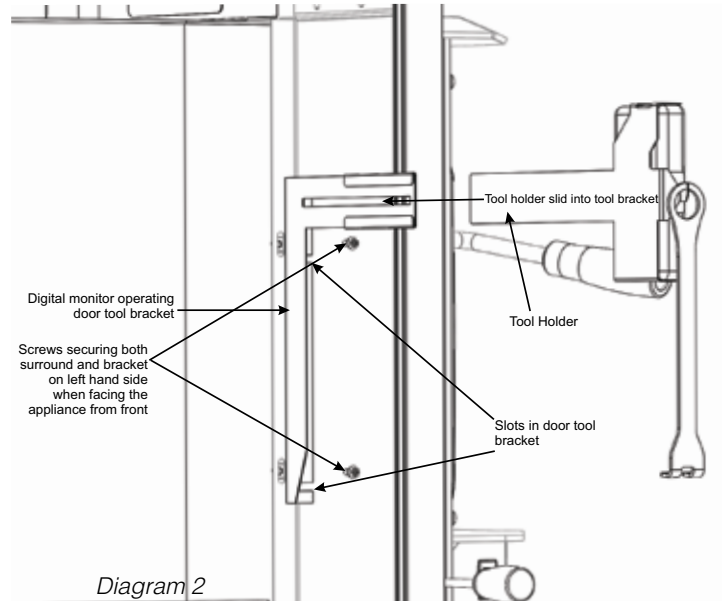 Tool holder slid into tool bracket
Digital monitor operating
door tool bracket
Tool Holder
Screws securing both
surround and bracket
on left hand side
when facing the
appliance from front
Slots in door tool
bracket
Diagram 2